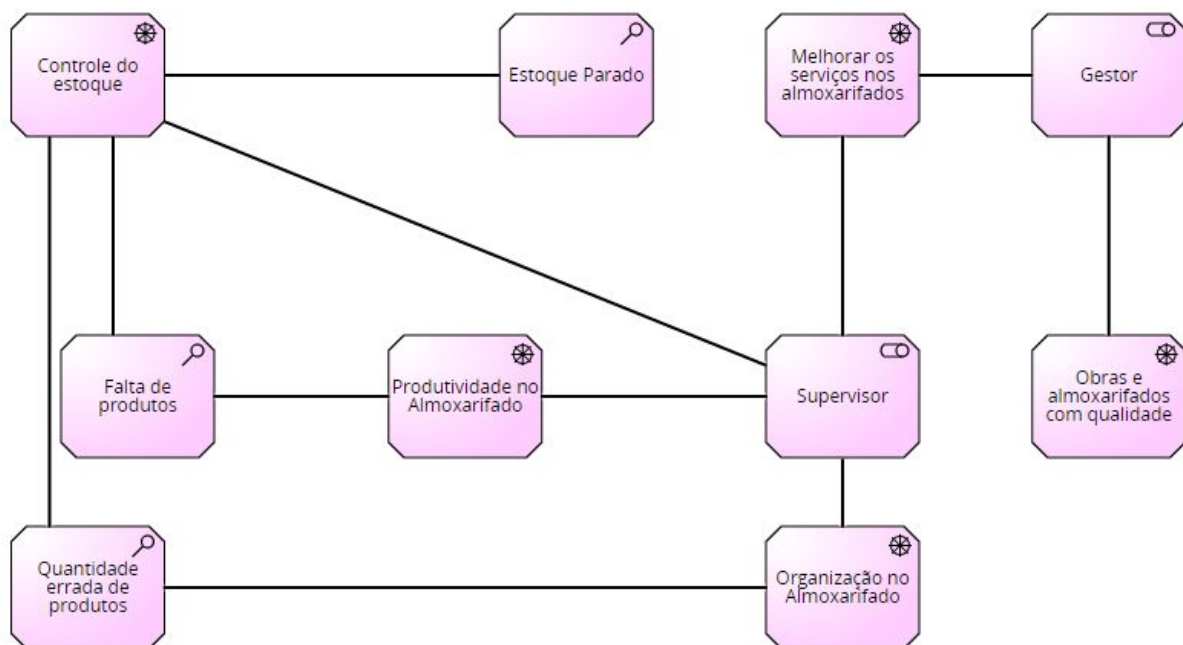 Controle do
estoque
Estoque Parado
Melhorar os
serviços nos
almoxarifados
Gestor
Falta de
produtos
Produtividade no
Almoxarifado
Supervisor
Obras e
almoxarifados
com qualidade
Quantidade
errada de
produtos
Organização no
Almoxarifado